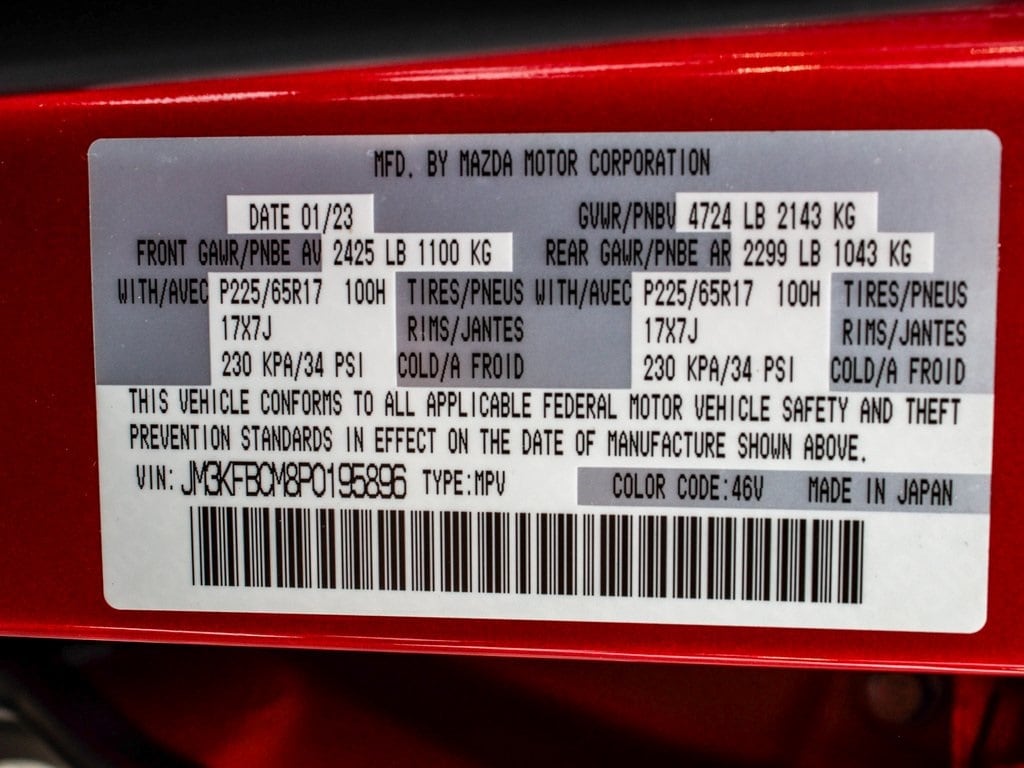 MFD. BY MAZDA MOTOR CORPORATION
DATE 01/23 GVWR/PNBV 4724 LB 2143 KG
FRONT GAWR/PNBE AV 2425 LB 1100 KG REAR GAWR/PNBE AR 2299 LB 1043 KG
WITH/AVEC P225/65R17 100H TIRES/PNEUS WITH/AVEC P225/65R17 100H TIRES/PNEUS
17X7J RIMS/JANTES 17X7J RIMS/JANTES
230 KPA/34 PSI COLD/A FROID 230 KPA/34 PSI COLD/A FROID
THIS VEHICLE CONFORMS TO ALL APPLICABLE FEDERAL MOTOR VEHICLE SAFETY AND THEFT
PREVENTION STANDARDS IN EFFECT ON THE DATE OF MANUFACTURE SHOWN ABOVE.
VIN: JM3KFBCM8P0195896 TYPE:MPV COLOR CODE:46V MADE IN JAPAN